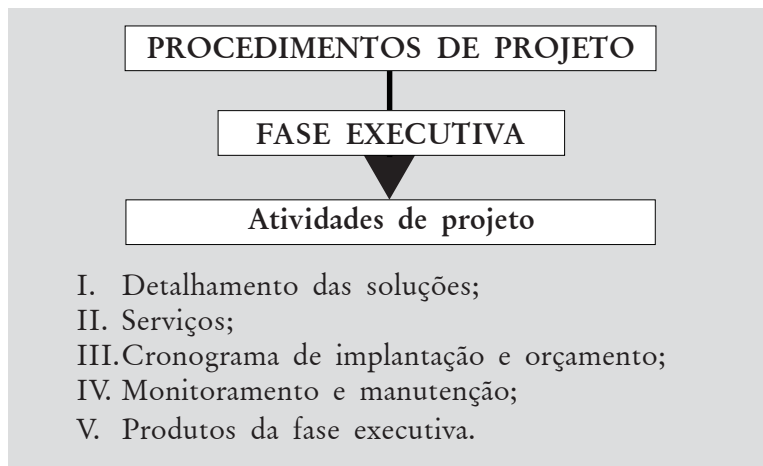 PROCEDIMENTOS DE PROJETO
FASE EXECUTIVA
Atividades de projeto
I. Detalhamento das soluções;
II. Serviços;
III.Cronograma de implantação e orçamento;
IV. Monitoramento e manutenção;
V. Produtos da fase executiva.